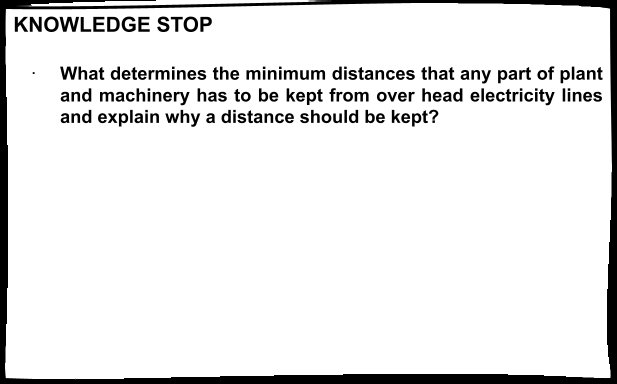 KNOWLEDGE STOP
· What determines the minimum distances that any part of plant
and machinery has to be kept from over head electricity lines
and explain why a distance should be kept?